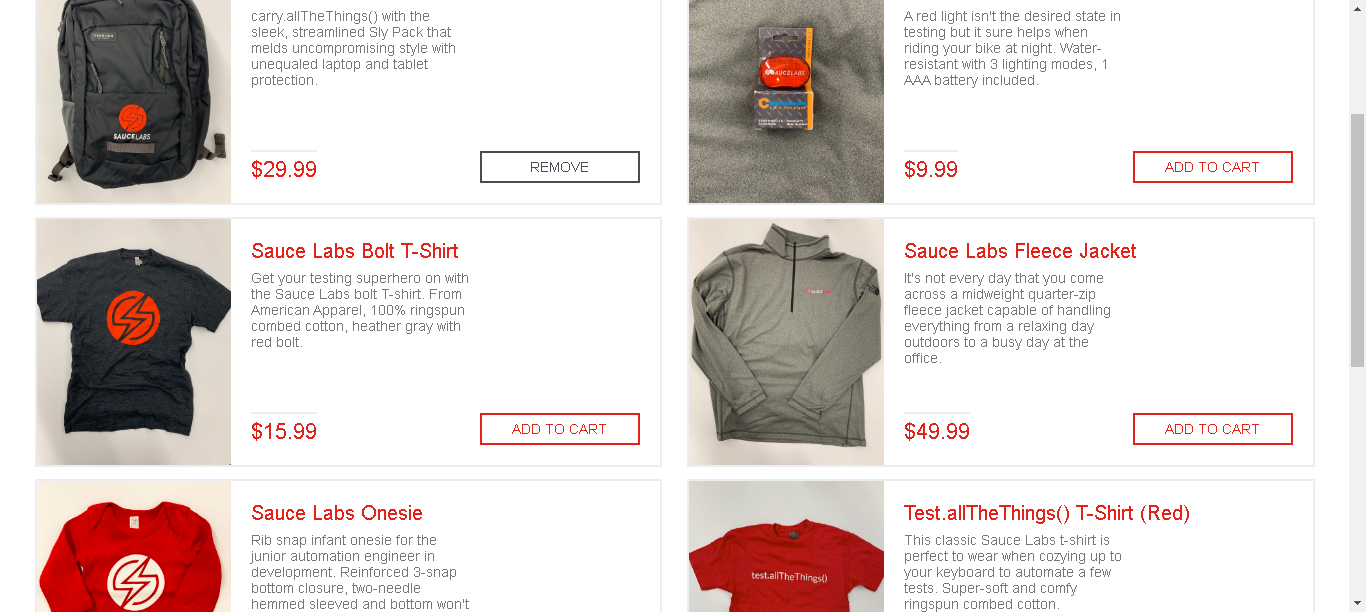 carry.allTheThings() with the
sleek, streamlined Sly Pack that
melds uncompromising style with
unequaled laptop and tablet
protection.
SAUCELABS
$29.99
REMOVE
A red light isn't the desired state in
testing but it sure helps when
riding your bike at night. Water-
resistant with 3 lighting modes, 1
AAA battery included.
SAUCELABS
$9.99
ADD TO CART
Sauce Labs Bolt T-Shirt
Get your testing superhero on with
the Sauce Labs bolt T-shirt. From
American Apparel, 100% ringspun
combed cotton, heather gray with
red bolt.
$15.99
ADD TO CART
Sauce Labs Fleece Jacket
It's not every day that you come
across a midweight quarter-zip
fleece jacket capable of handling
everything from a relaxing day
outdoors to a busy day at the
office.
$49.99
ADD TO CART
Sauce Labs Onesie
Rib snap infant onesie for the
junior automation engineer in
development. Reinforced 3-snap
bottom closure, two-needle
hemmed sleeved and bottom won't
Test.allTheThings() T-Shirt (Red)
This classic Sauce Labs t-shirt is
perfect to wear when cozying up to
your keyboard to automate a few
tests. Super-soft and comfy
ringspun combed cotton.
test.allTheThings()